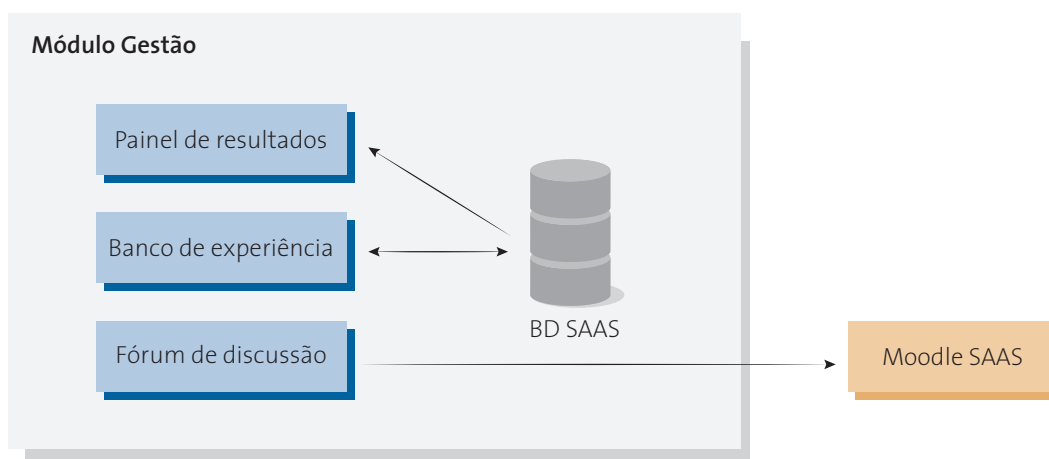 Módulo Gestão
Painel de resultados
Banco de experiência
BD SAAS
Fórum de discussão
Moodle SAAS